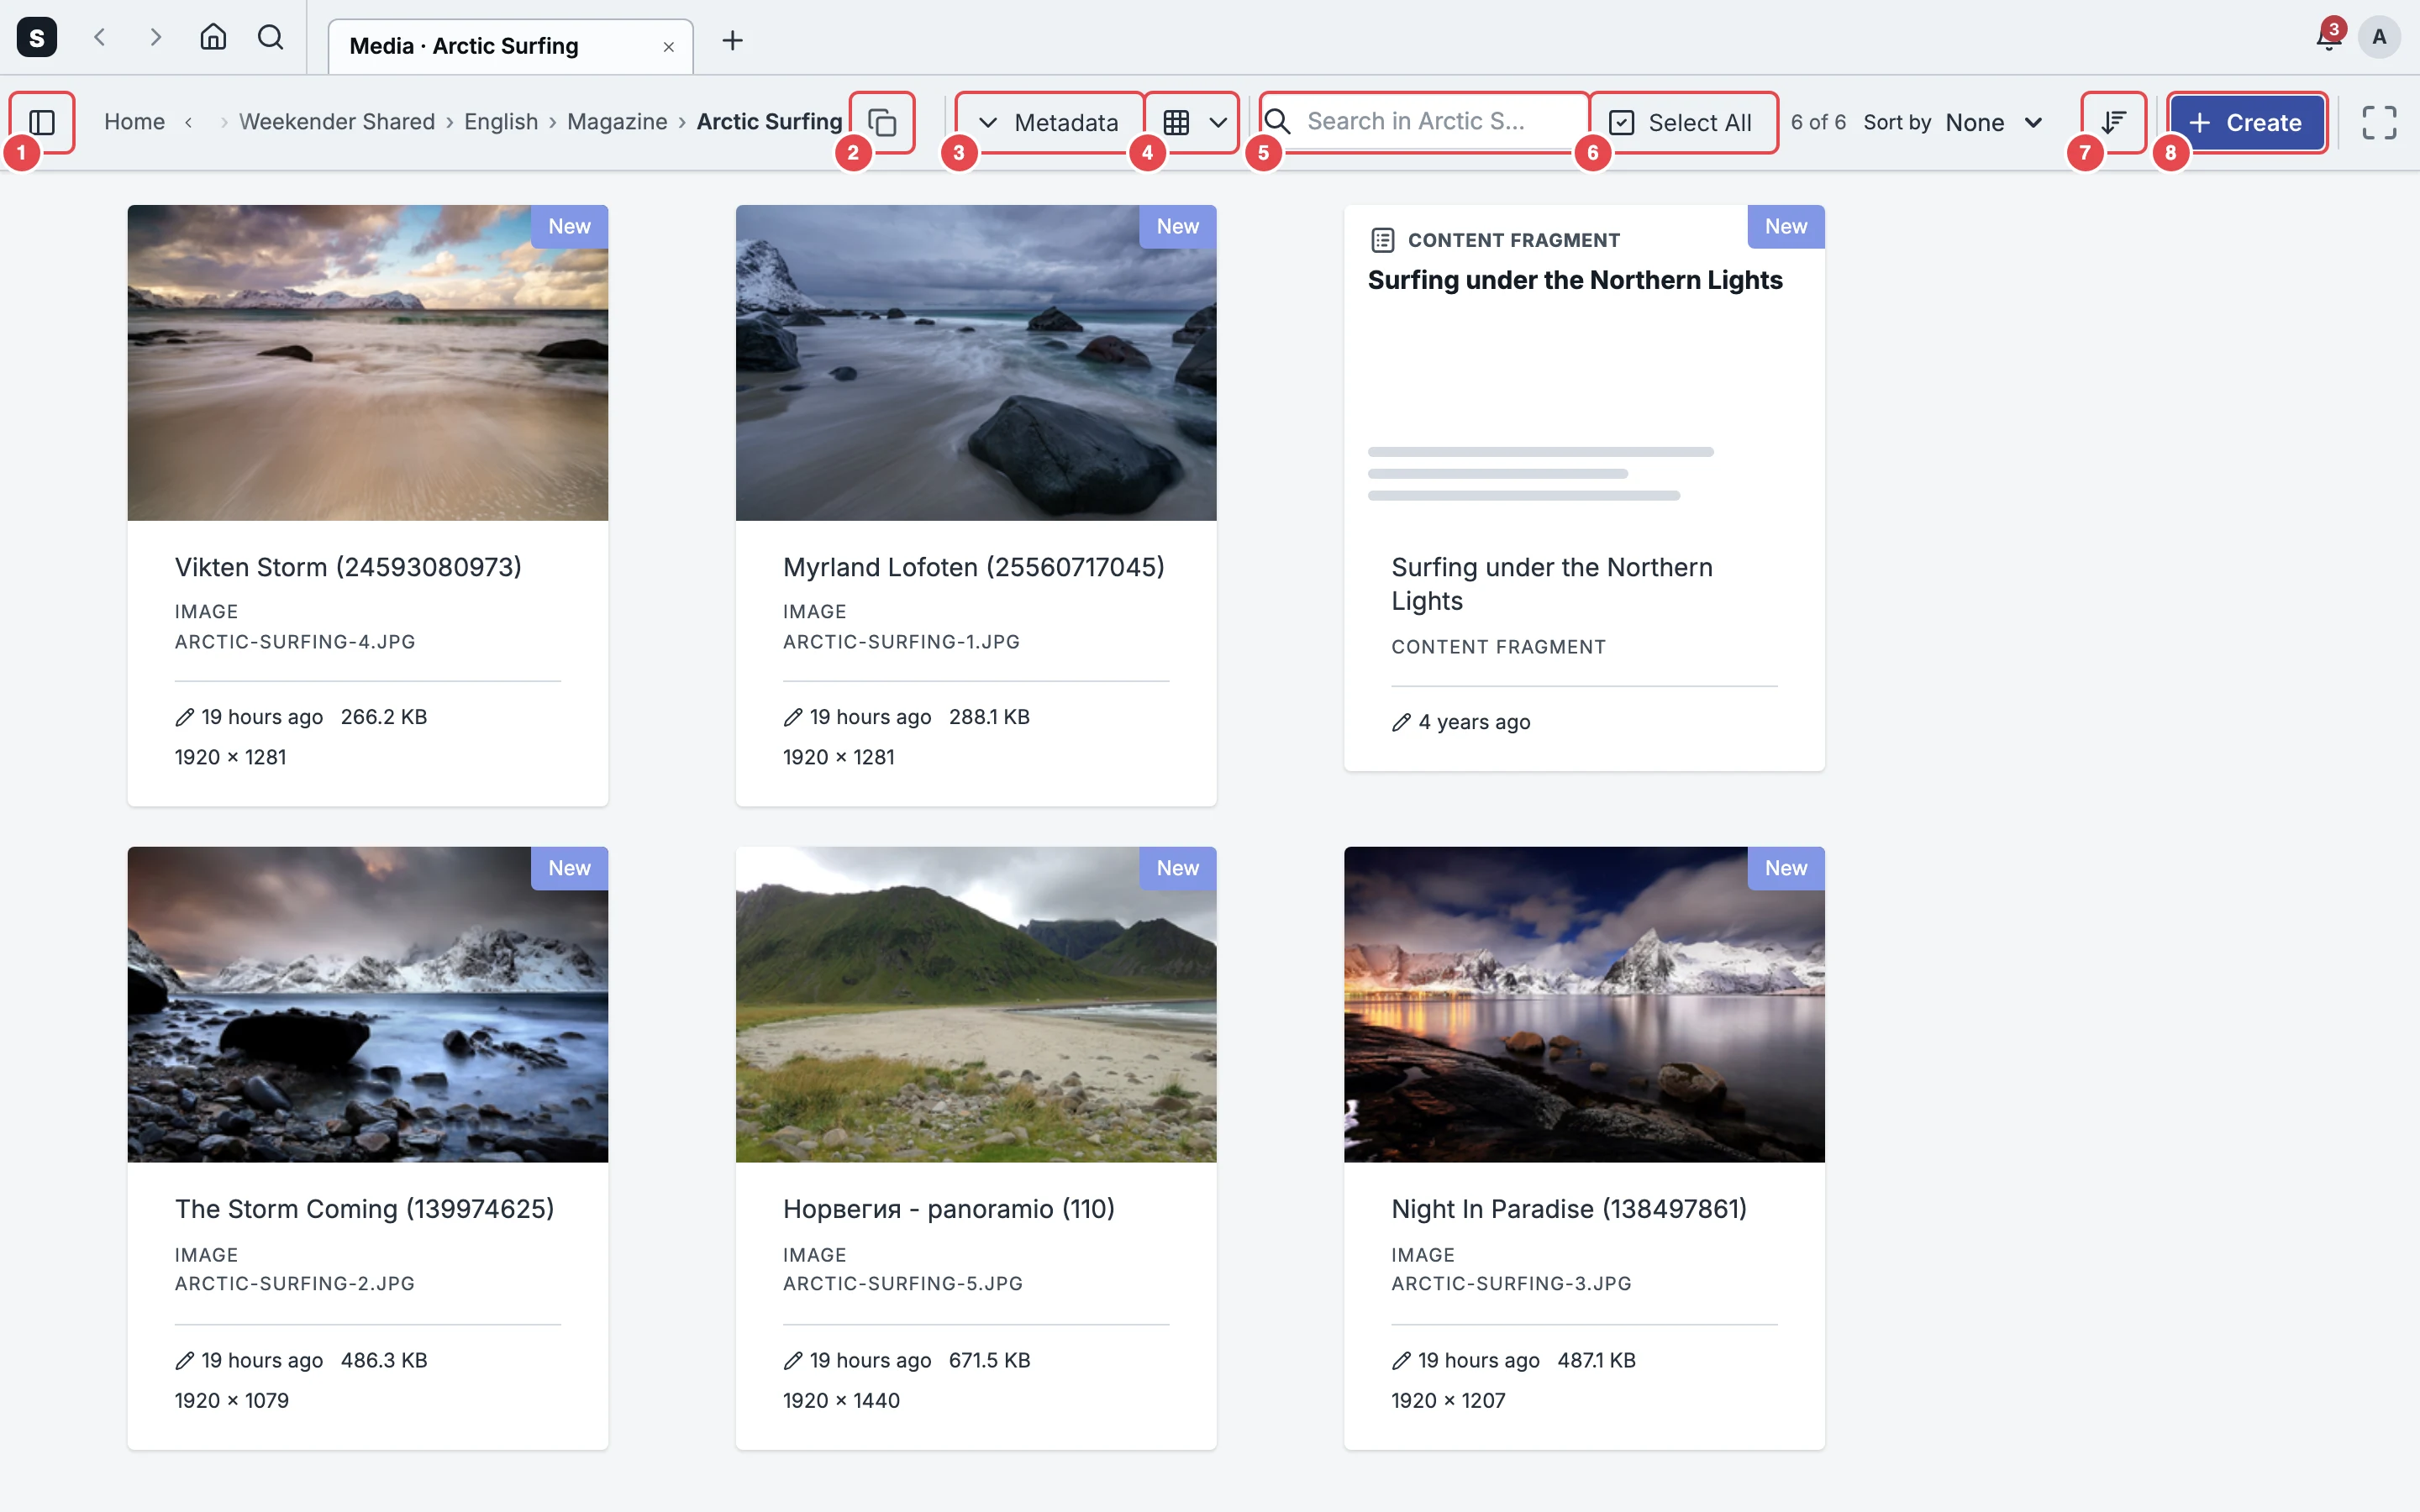 S
Media · Arctic Surfing
3
A
Home
Weekender Shared › English › Magazine › Arctic Surfing
Metadata
Search in Arctic S...
Select All
6 of 6
Sort by None
Create
1
2
3
4
5
6
7
8
New
Vikten Storm (24593080973)
IMAGE
ARCTIC-SURFING-4.JPG
19 hours ago 266.2 KB
1920 × 1281
New
Myrland Lofoten (25560717045)
IMAGE
ARCTIC-SURFING-1.JPG
19 hours ago 288.1 KB
1920 × 1281
New
CONTENT FRAGMENT
Surfing under the Northern Lights
Surfing under the Northern
Lights
CONTENT FRAGMENT
4 years ago
New
The Storm Coming (139974625)
IMAGE
ARCTIC-SURFING-2.JPG
19 hours ago 486.3 KB
1920 × 1079
New
Норвегия - panoramio (110)
IMAGE
ARCTIC-SURFING-5.JPG
19 hours ago 671.5 KB
1920 × 1440
New
Night In Paradise (138497861)
IMAGE
ARCTIC-SURFING-3.JPG
19 hours ago 487.1 KB
1920 × 1207